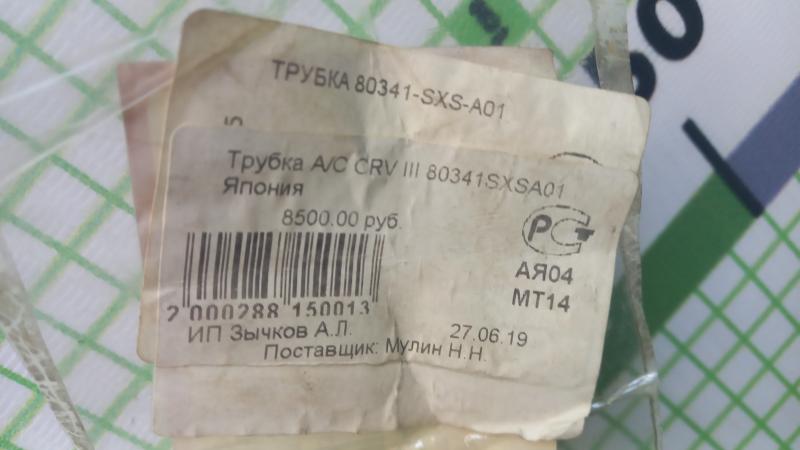 ТРУБКА 80341-SXS-A01
Трубка A/C CRV III 80341SXSA01
Япония
8500.00 руб.
РСТ
АЯ04
МТ14
2 000288 150013
ИП Зычков А.Л.
27.06.19
Поставщик: Мулин Н.Н.